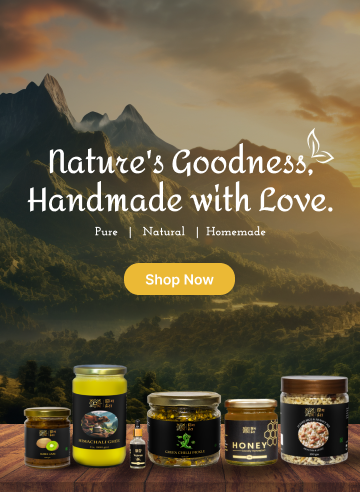 Nature's Goodness,
Handmade with Love.
Pure | Natural | Homemade
Shop Now
HIMACHALI GHEE
GREEN CHILLI PICKLE
HONEY